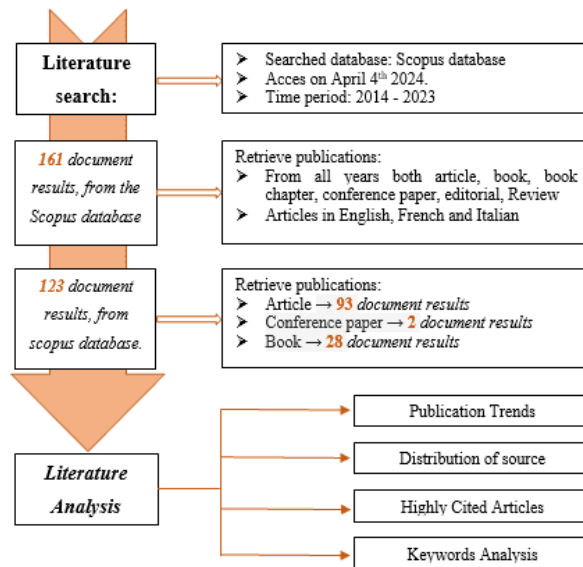 Literature
search:
➤ Searched database: Scopus database
➤ Acces on April 4th 2024.
➤ Time period: 2014 - 2023
161 document
results, from the
Scopus database
Retrieve publications:
➤ From all years both article, book, book
chapter, conference paper, editorial, Review
➤ Articles in English, French and Italian
123 document
results, from
scopus database.
Retrieve publications:
➤ Article → 93 document results
➤ Conference paper → 2 document results
➤ Book → 28 document results
Literature
Analysis
Publication Trends
Distribution of source
Highly Cited Articles
Keywords Analysis